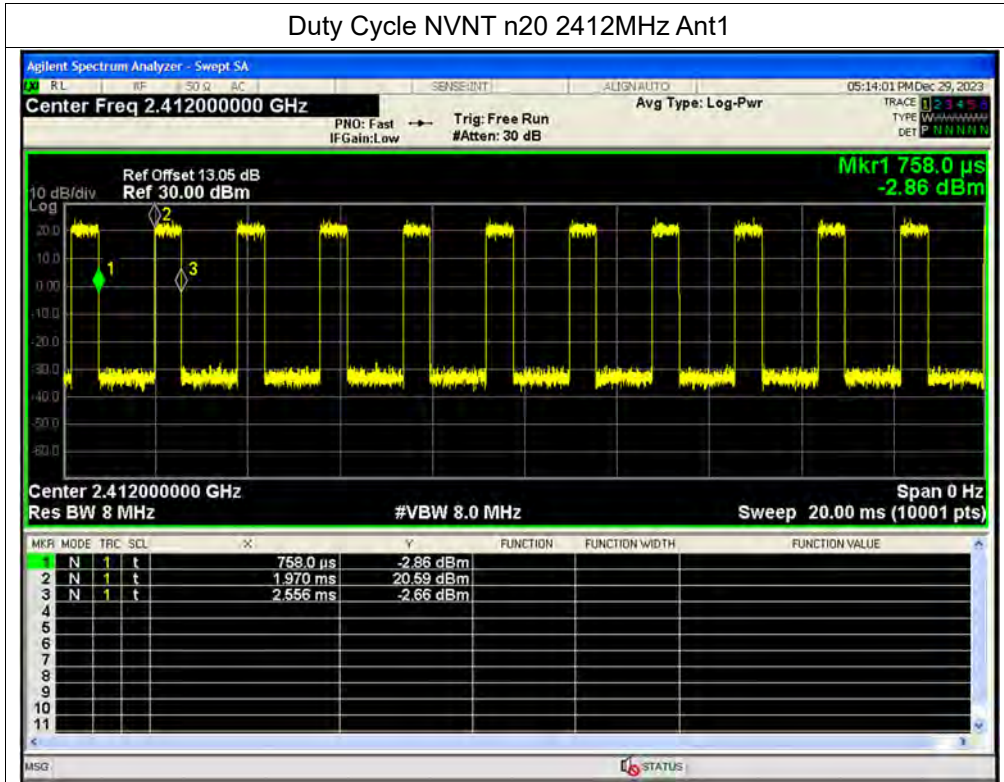 Duty Cycle NVNT n20 2412MHz Ant1
Agilent Spectrum Analyzer - Swept SA
LXI RL RF 50 Ω AC SENSE:INT ALIGN AUTO 05:14:01 PM Dec 29, 2023
Center Freq 2.412000000 GHz Avg Type: Log-Pwr TRACE 1 2 3 4 5 6
PNO: Fast Trig: Free Run TYPE W
IFGain:Low #Atten: 30 dB DET P N N N N N
Mkr1 758.0 µs
Ref Offset 13.05 dB
10 dB/div Ref 30.00 dBm -2.86 dBm
Log
2
20.0
10.0
1 3
0.00
-10.0
-20.0
-30.0
-40.0
-50.0
-60.0
Center 2.412000000 GHz Span 0 Hz
Res BW 8 MHz #VBW 8.0 MHz Sweep 20.00 ms (10001 pts)
MKR MODE TRC SCL X Y FUNCTION FUNCTION WIDTH FUNCTION VALUE
1 N 1 t 758.0 µs -2.86 dBm
2 N 1 t 1.970 ms 20.59 dBm
3 N 1 t 2.556 ms -2.66 dBm
4
5
6
7
8
9
10
11
MSG STATUS